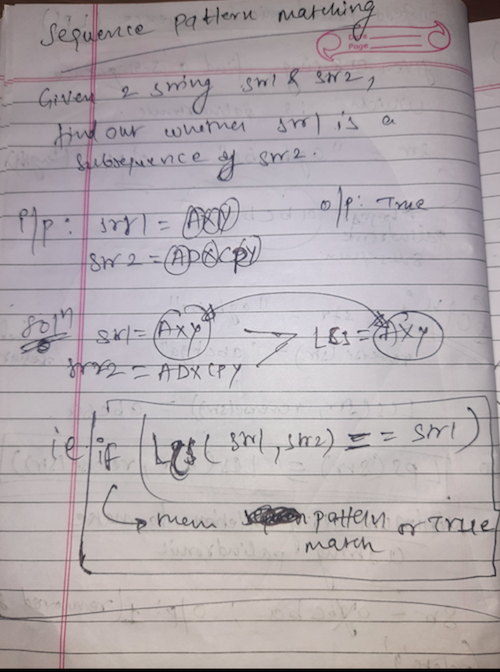 Sequence pattern matching
Date
Page
Given 2 string str1 & str2,
find out whether str1 is a
subsequence of str2.
I/p: str1 = AXY
o/p: True
str2 = ADXCPY
Solⁿ
str1 = AXY
LCS = AXY
str2 = ADXCPY
ie if (LCS(str1, str2) == str1)
then pattern or True
match